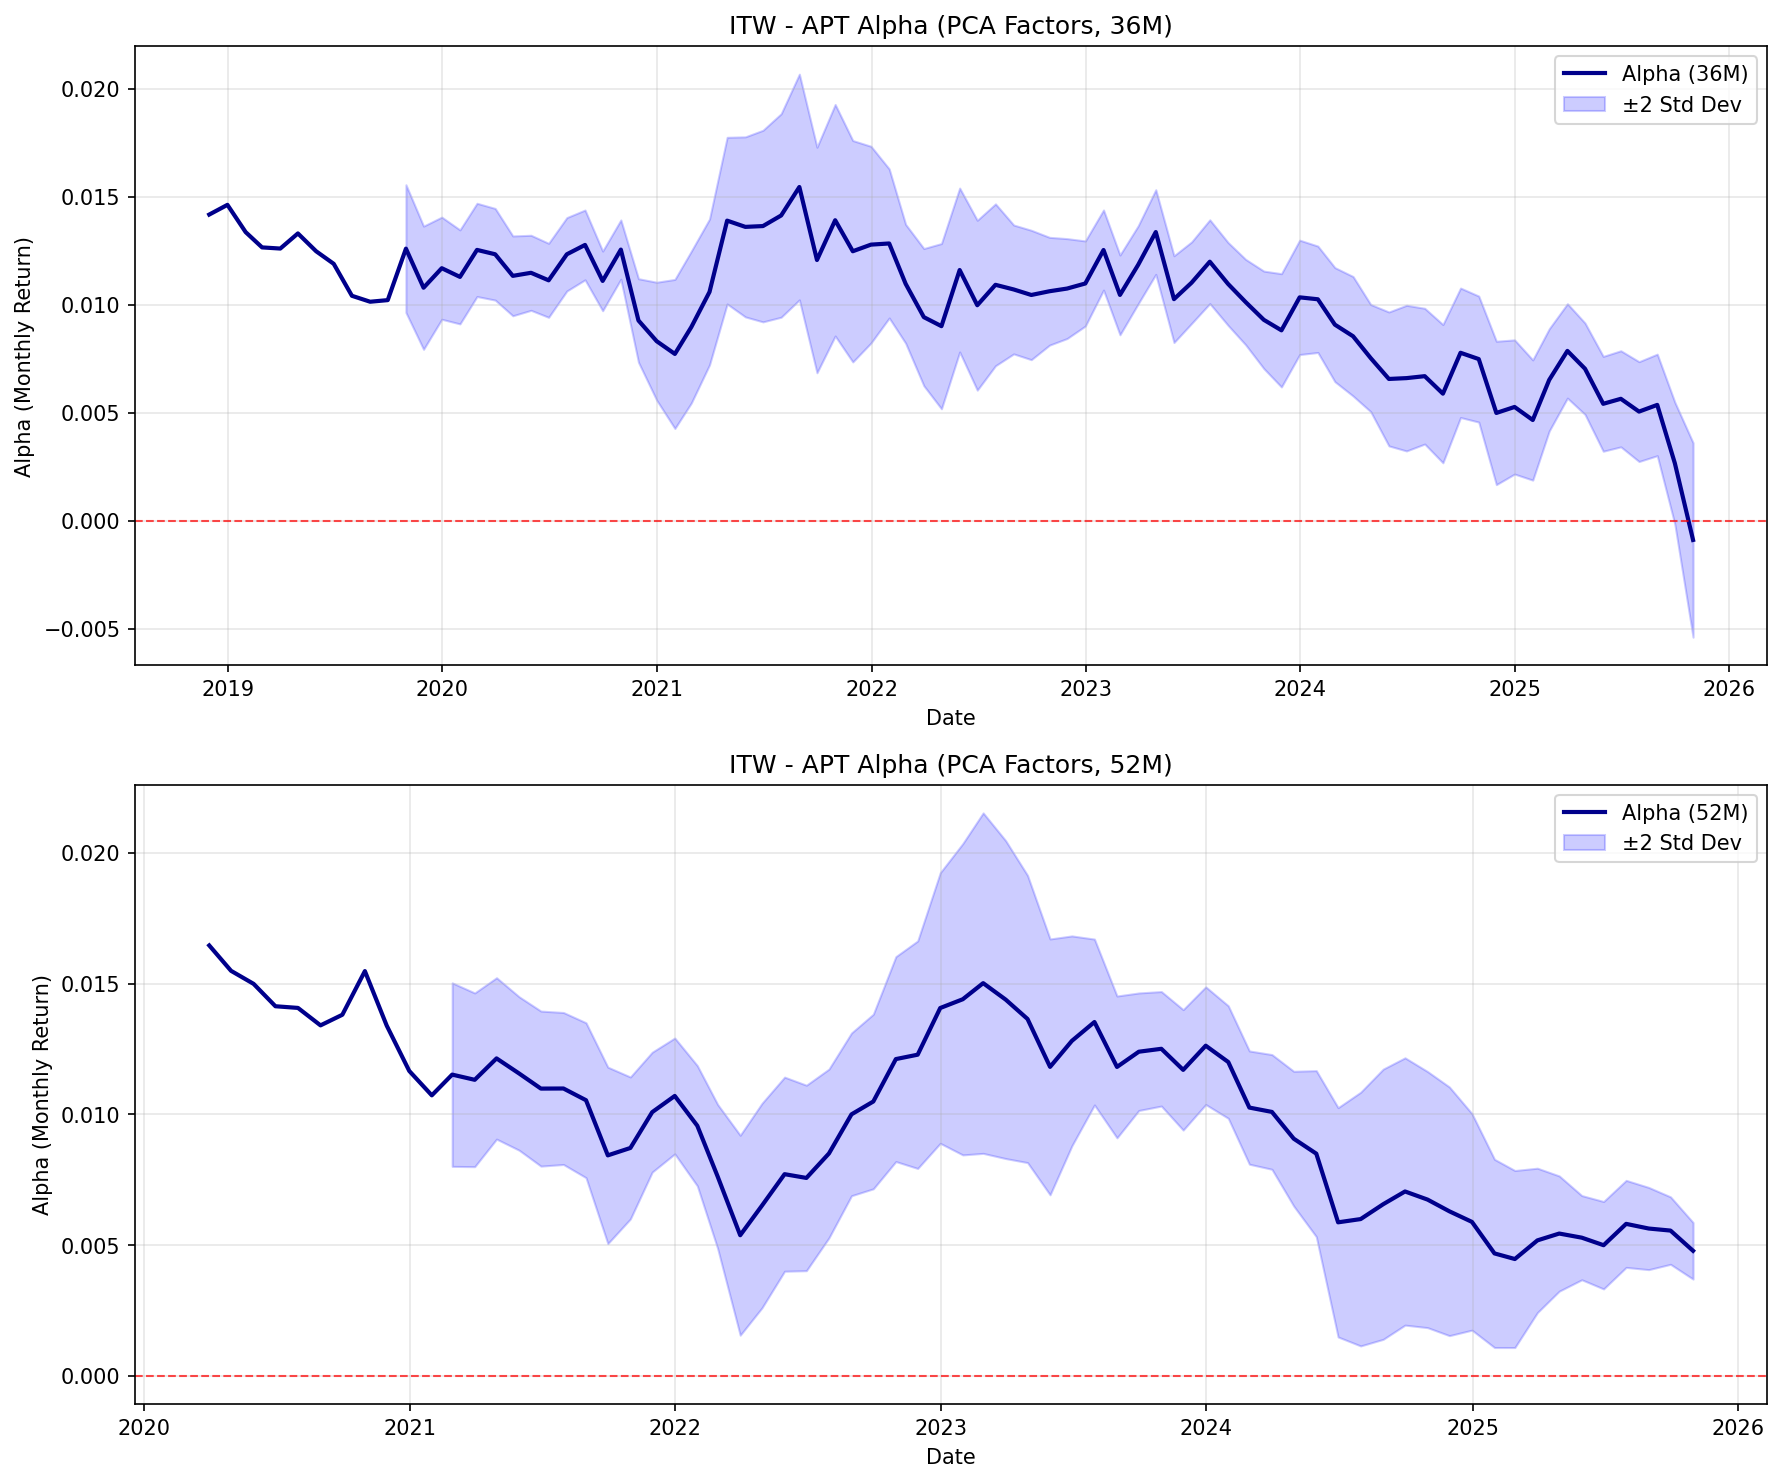 ITW - APT Alpha (PCA Factors, 36M)
Alpha (Monthly Return)
0.020
0.015
0.010
0.005
0.000
−0.005
Alpha (36M)
±2 Std Dev
2019 2020 2021 2022 2023 2024 2025 2026
Date
ITW - APT Alpha (PCA Factors, 52M)
Alpha (Monthly Return)
0.020
0.015
0.010
0.005
0.000
Alpha (52M)
±2 Std Dev
2020 2021 2022 2023 2024 2025 2026
Date